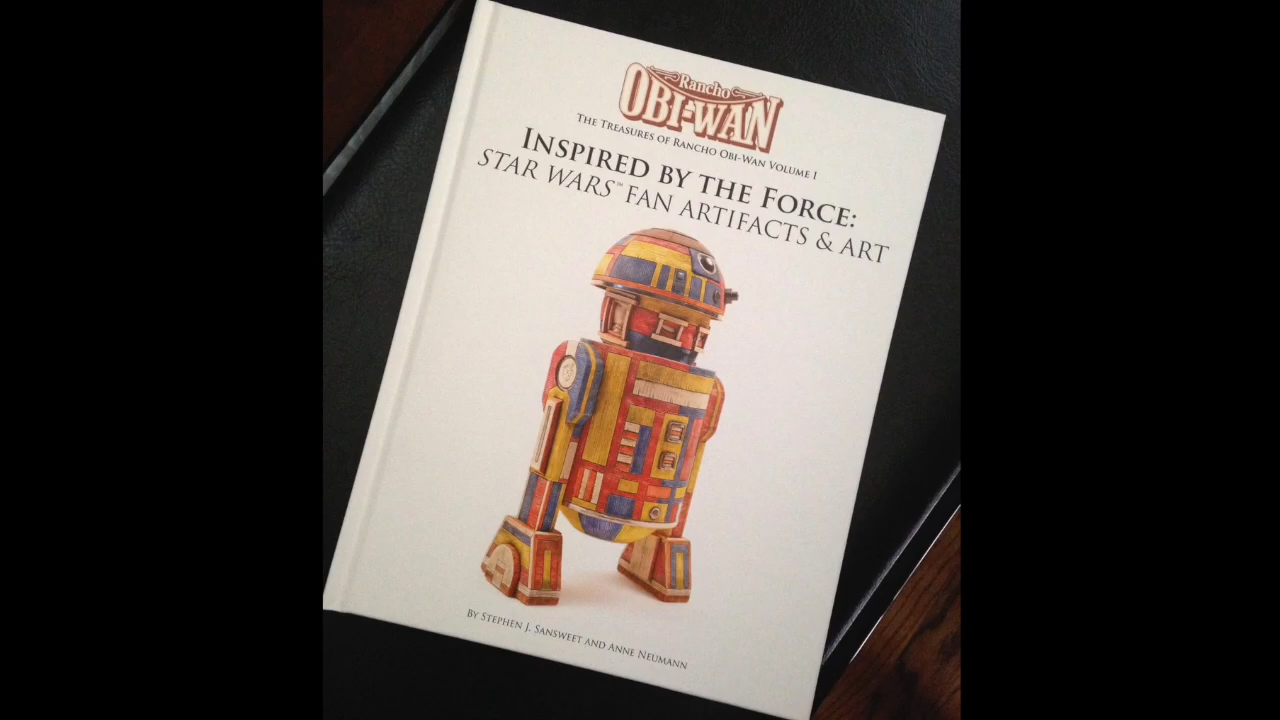 Rancho
OBI-WAN
The Treasures of Rancho Obi-Wan Volume I
Inspired by the Force:
STAR WARS™ FAN ARTIFACTS & ART
By Stephen J. Sansweet and Anne Neumann